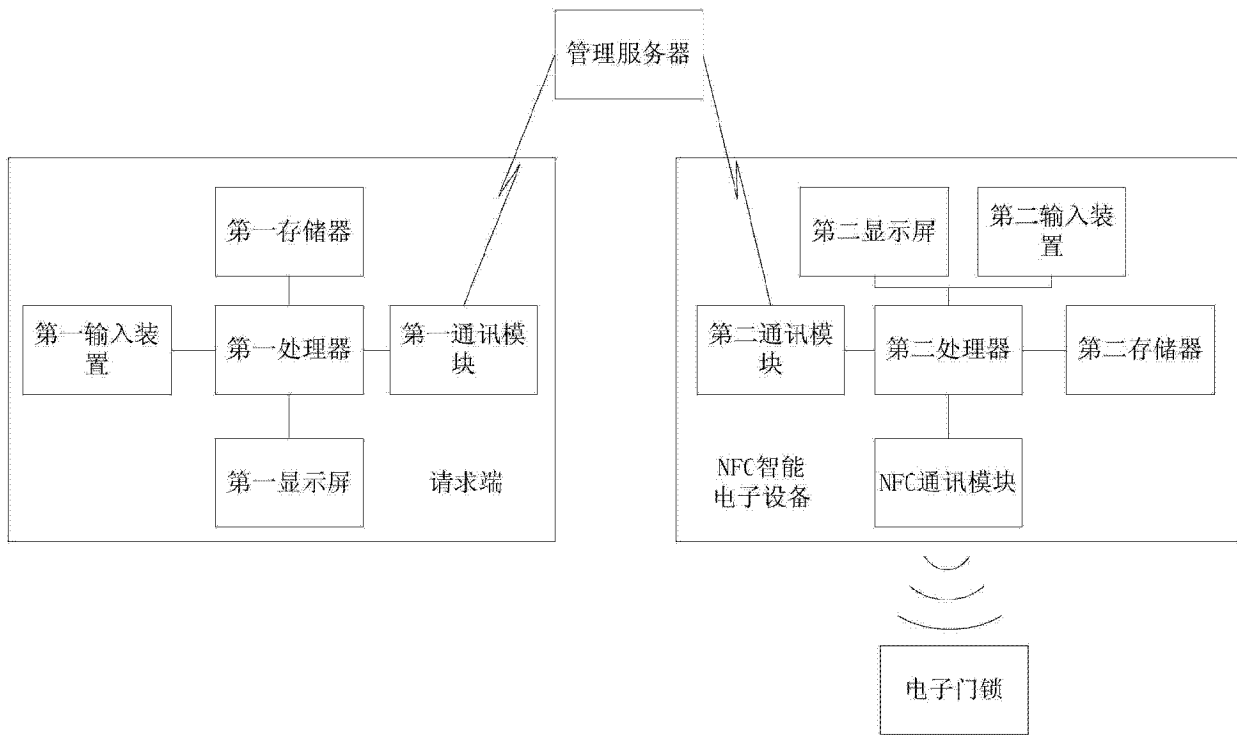 管理服务器
第一存储器
第一输入装
置
第一处理器
第一通讯模
块
第一显示屏
请求端
第二显示屏
第二输入装
置
第二通讯模
块
第二处理器
第二存储器
NFC智能
电子设备
NFC通讯模块
电子门锁